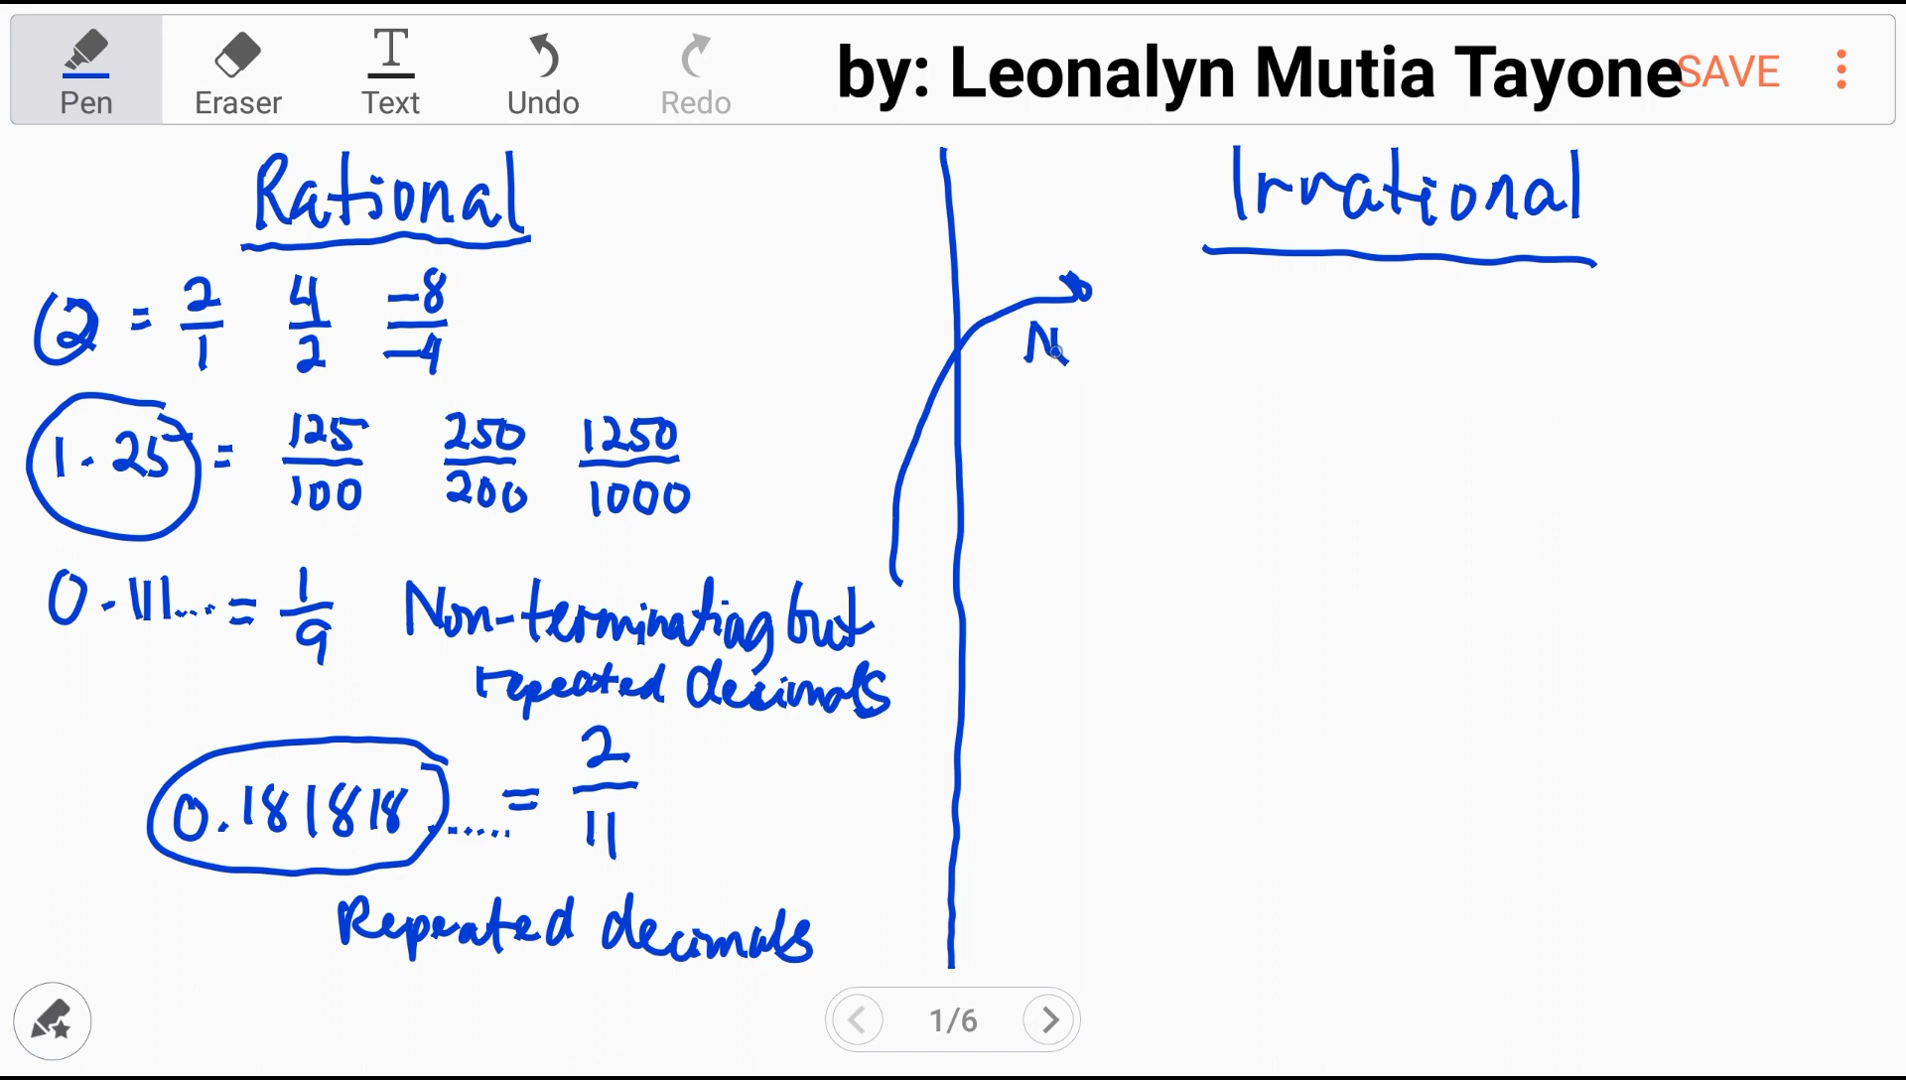 Pen Eraser Text Undo Redo by: Leonalyn Mutia Tayone SAVE
Rational
Irrational
2 = 2/1 4/2 -8/-4
N
1.25 = 125/100 250/200 1250/1000
0.111... = 1/9 Non-terminating but
repeated decimals
0.181818...... = 2/11
Repeated decimals
1/6